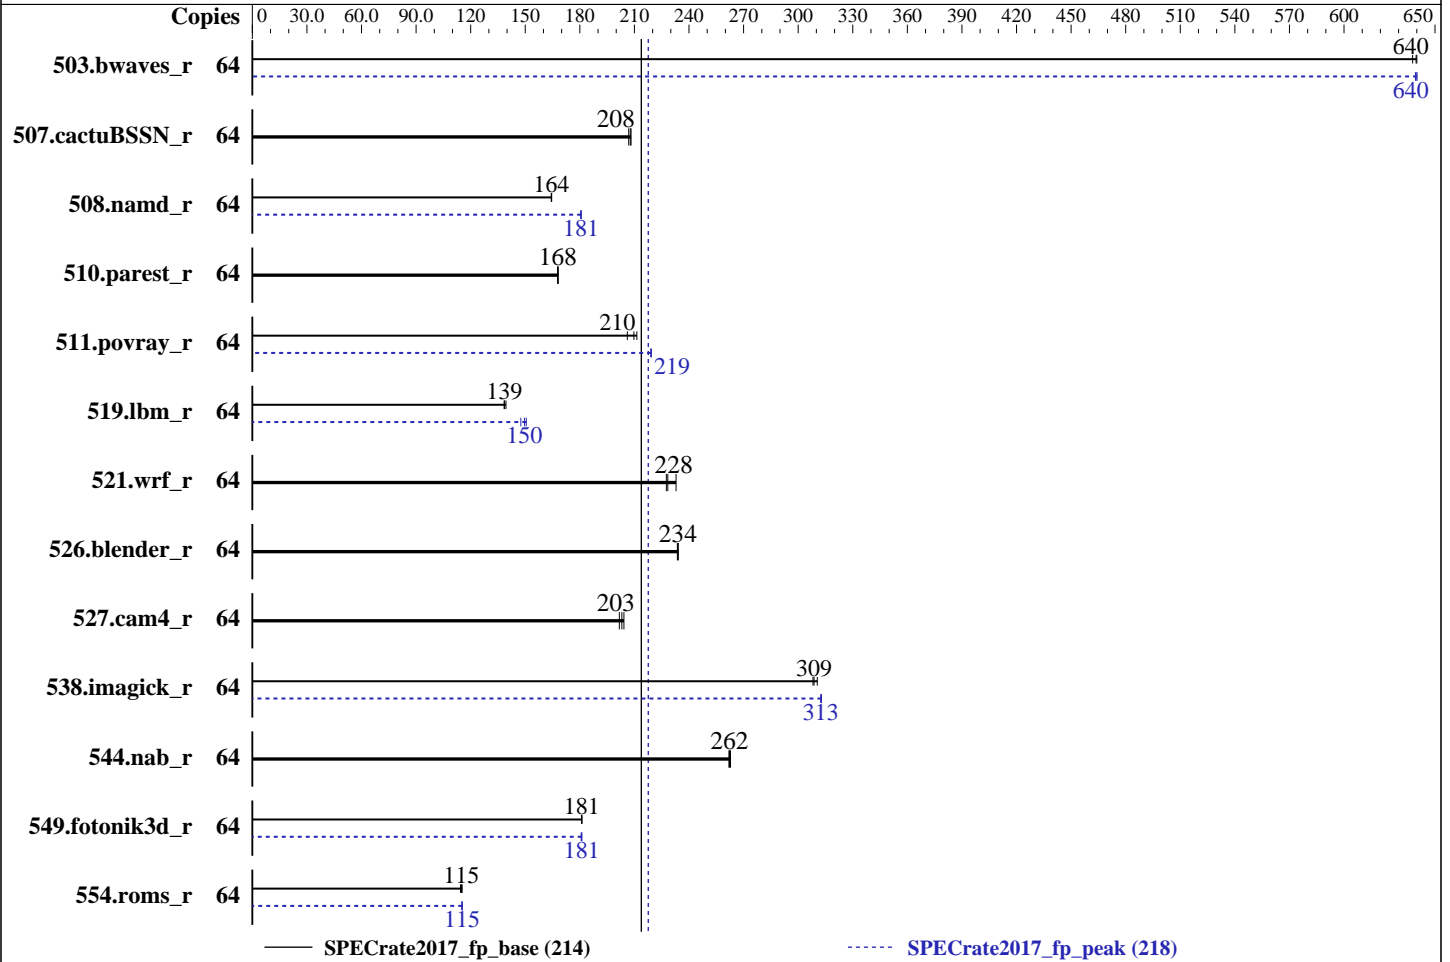 Copies 0 30.0 60.0 90.0 120 150 180 210 240 270 300 330 360 390 420 450 480 510 540 570 600 650
503.bwaves_r 64 640
640
507.cactuBSSN_r 64 208
508.namd_r 64 164
181
510.parest_r 64 168
511.povray_r 64 210
219
519.lbm_r 64 139
150
521.wrf_r 64 228
526.blender_r 64 234
527.cam4_r 64 203
538.imagick_r 64 309
313
544.nab_r 64 262
549.fotonik3d_r 64 181
181
554.roms_r 64 115
115
SPECrate2017_fp_base (214) SPECrate2017_fp_peak (218)